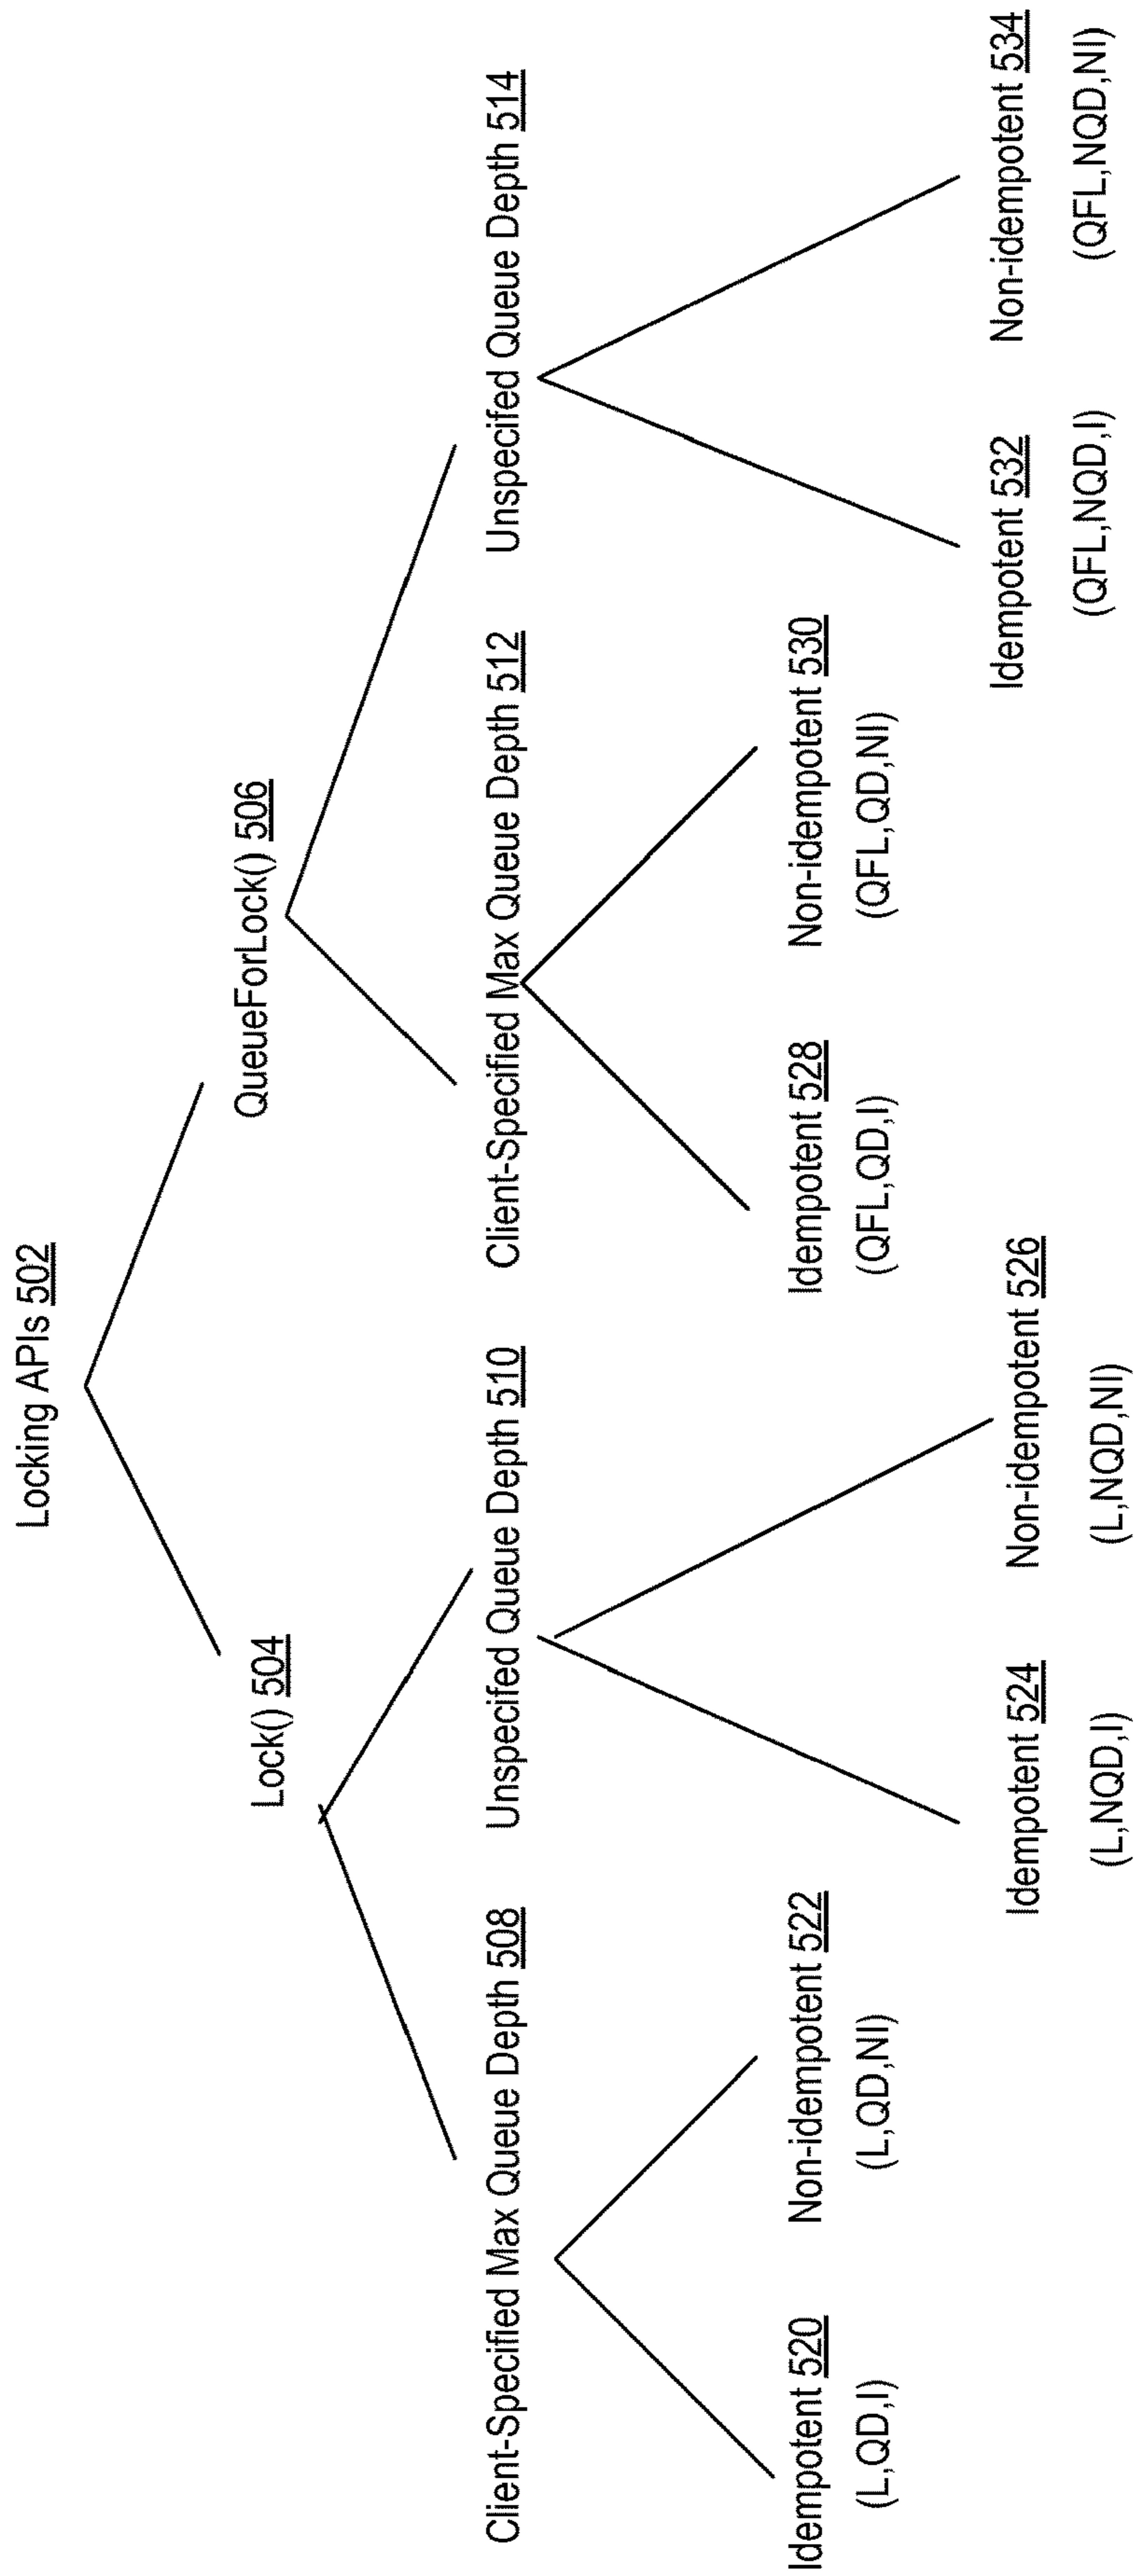 Locking APIs 502
Lock() 504
QueueForLock() 506
Client-Specified Max Queue Depth 508
Unspecifed Queue Depth 510
Client-Specified Max Queue Depth 512
Unspecifed Queue Depth 514
Idempotent 520
(L,QD,I)
Non-idempotent 522
(L,QD,NI)
Idempotent 524
(L,NQD,I)
Non-idempotent 526
(L,NQD,NI)
Idempotent 528
(QFL,QD,I)
Non-idempotent 530
(QFL,QD,NI)
Idempotent 532
(QFL,NQD,I)
Non-idempotent 534
(QFL,NQD,NI)